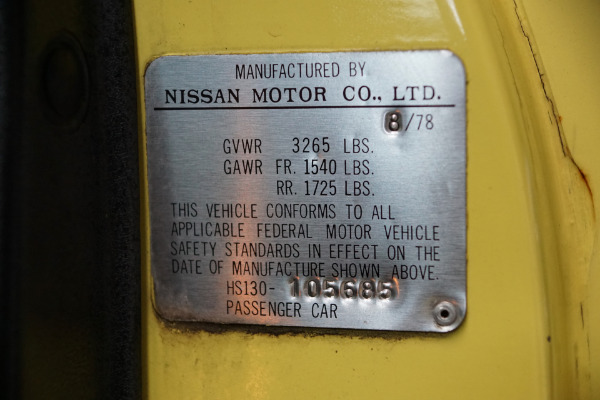 MANUFACTURED BY
NISSAN MOTOR CO., LTD.
8/78
GVWR 3265 LBS.
GAWR FR. 1540 LBS.
RR. 1725 LBS.
THIS VEHICLE CONFORMS TO ALL
APPLICABLE FEDERAL MOTOR VEHICLE
SAFETY STANDARDS IN EFFECT ON THE
DATE OF MANUFACTURE SHOWN ABOVE.
HS130- 105685
PASSENGER CAR